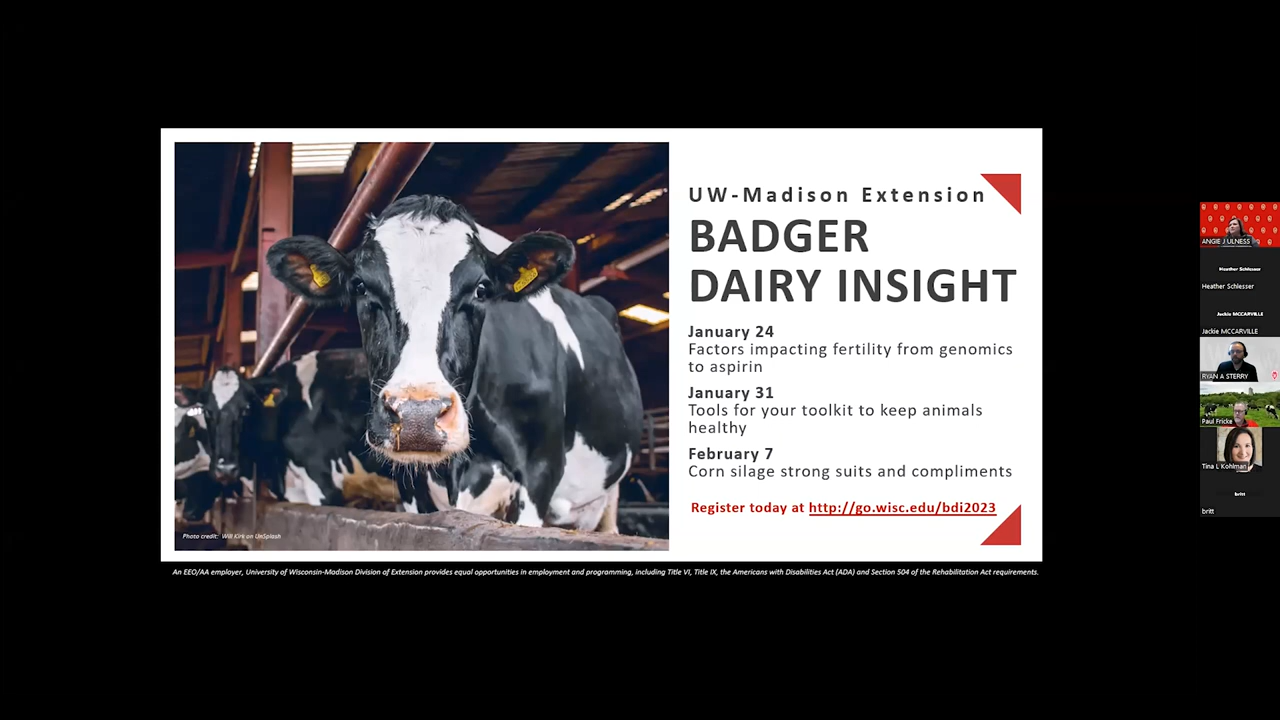 UW-Madison Extension
BADGER
DAIRY INSIGHT
January 24
Factors impacting fertility from genomics
to aspirin
January 31
Tools for your toolkit to keep animals
healthy
February 7
Corn silage strong suits and compliments
Register today at http://go.wisc.edu/bdi2023
Photo credit: Will Kirk on UnSplash
An EEO/AA employer, University of Wisconsin-Madison Division of Extension provides equal opportunities in employment and programming, including Title VI, Title IX, the Americans with Disabilities Act (ADA) and Section 504 of the Rehabilitation Act requirements.
ANGIE J ULNESS
Heather Schlesser
Heather Schlesser
Jackie MCCARVILLE
Jackie MCCARVILLE
RYAN A STERRY
Paul Fricke
Tina L Kohlman
britt
britt